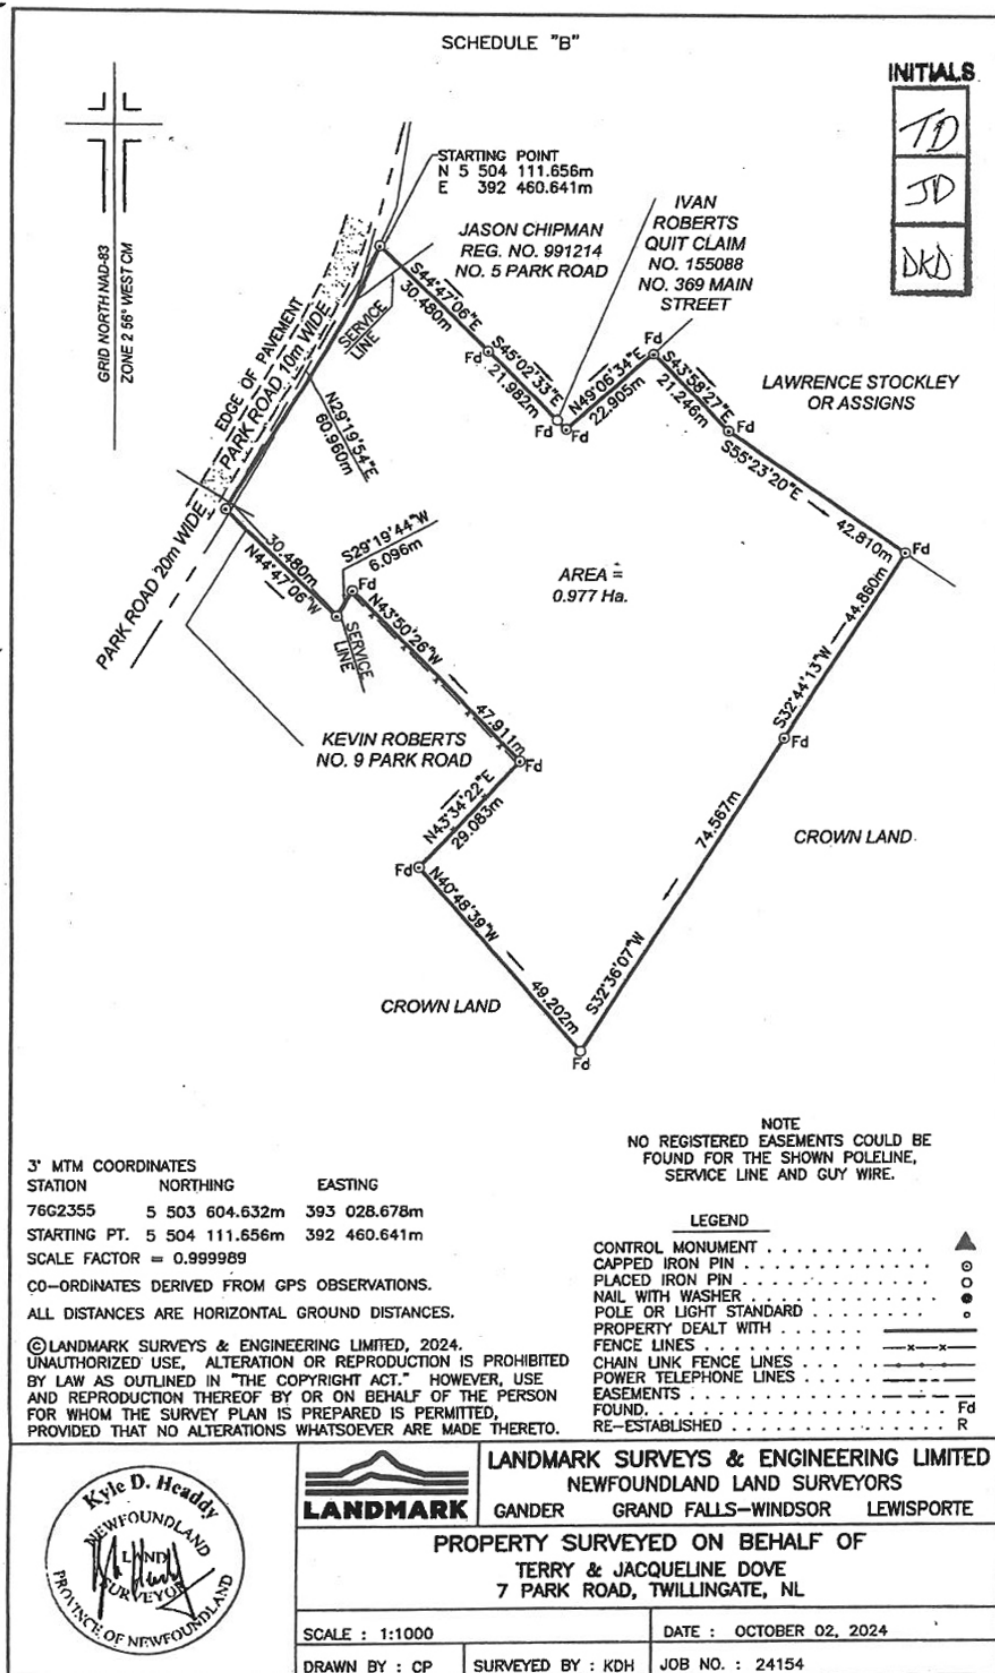 SCHEDULE "B"
INITIALS
TD
JD
DKD
GRID NORTH NAD-83
ZONE 2 56° WEST CM
STARTING POINT
N 5 504 111.656m
E 392 460.641m
JASON CHIPMAN
REG. NO. 991214
NO. 5 PARK ROAD
IVAN
ROBERTS
QUIT CLAIM
NO. 155088
NO. 369 MAIN
STREET
LAWRENCE STOCKLEY
OR ASSIGNS
EDGE OF PAVEMENT
PARK ROAD 10m WIDE
PARK ROAD 20m WIDE
SERVICE
LINE
S44°47'06"E
30.480m
Fd
S45°02'33"E
21.982m
Fd
Fd
N49°06'34"E
22.905m
Fd
S43°58'27"E
21.246m
Fd
S55°23'20"E
42.810m
Fd
N29°19'54"E
60.960m
30.480m
N44°47'06"W
S29°19'44"W
6.096m
Fd
SERVICE
LINE
N43°50'26"W
47.911m
Fd
AREA =
0.977 Ha.
44.860m
S32°44'13"W
Fd
KEVIN ROBERTS
NO. 9 PARK ROAD
N43°34'22"E
29.083m
Fd
74.567m
S32°36'07"W
CROWN LAND
N40°48'39"W
49.202m
Fd
CROWN LAND
NOTE
NO REGISTERED EASEMENTS COULD BE
FOUND FOR THE SHOWN POLELINE,
SERVICE LINE AND GUY WIRE.
3° MTM COORDINATES
STATION NORTHING EASTING
76G2355 5 503 604.632m 393 028.678m
STARTING PT. 5 504 111.656m 392 460.641m
SCALE FACTOR = 0.999989
CO-ORDINATES DERIVED FROM GPS OBSERVATIONS.
ALL DISTANCES ARE HORIZONTAL GROUND DISTANCES.
©LANDMARK SURVEYS & ENGINEERING LIMITED, 2024.
UNAUTHORIZED USE, ALTERATION OR REPRODUCTION IS PROHIBITED
BY LAW AS OUTLINED IN "THE COPYRIGHT ACT." HOWEVER, USE
AND REPRODUCTION THEREOF BY OR ON BEHALF OF THE PERSON
FOR WHOM THE SURVEY PLAN IS PREPARED IS PERMITTED,
PROVIDED THAT NO ALTERATIONS WHATSOEVER ARE MADE THERETO.
LEGEND
CONTROL MONUMENT
CAPPED IRON PIN
PLACED IRON PIN
NAIL WITH WASHER
POLE OR LIGHT STANDARD
PROPERTY DEALT WITH
FENCE LINES
CHAIN LINK FENCE LINES
POWER TELEPHONE LINES
EASEMENTS
FOUND. Fd
RE-ESTABLISHED R
Kyle D. Headdy
NEWFOUNDLAND
LAND
SURVEYOR
PROVINCE OF NEWFOUNDLAND
LANDMARK
LANDMARK SURVEYS & ENGINEERING LIMITED
NEWFOUNDLAND LAND SURVEYORS
GANDER GRAND FALLS-WINDSOR LEWISPORTE
PROPERTY SURVEYED ON BEHALF OF
TERRY & JACQUELINE DOVE
7 PARK ROAD, TWILLINGATE, NL
SCALE : 1:1000
DATE : OCTOBER 02, 2024
DRAWN BY : CP
SURVEYED BY : KDH
JOB NO. : 24154